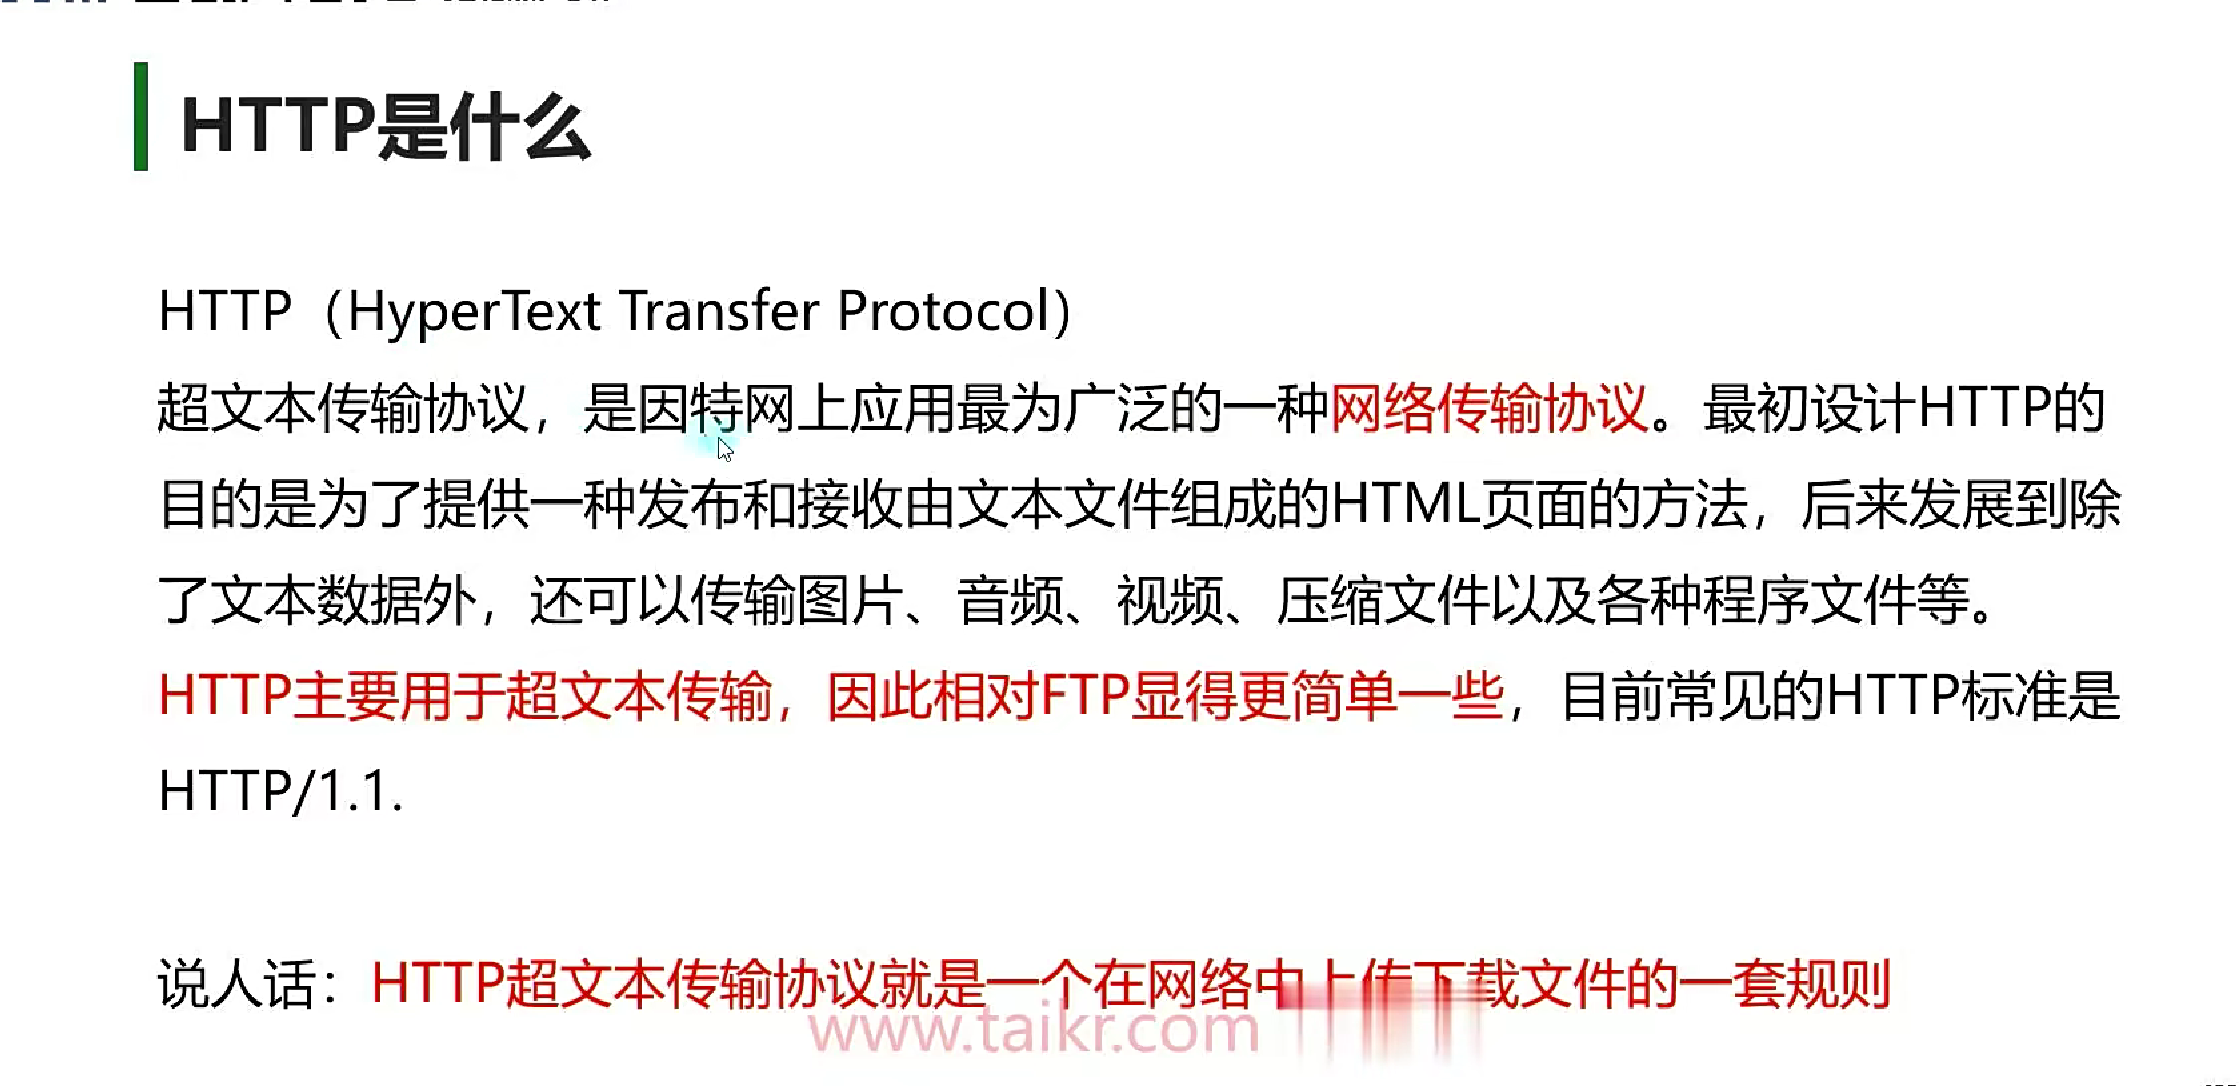 HTTP是什么
HTTP（HyperText Transfer Protocol）
超文本传输协议，是因特网上应用最为广泛的一种网络传输协议。最初设计HTTP的
目的是为了提供一种发布和接收由文本文件组成的HTML页面的方法，后来发展到除
了文本数据外，还可以传输图片、音频、视频、压缩文件以及各种程序文件等。
HTTP主要用于超文本传输，因此相对FTP显得更简单一些，目前常见的HTTP标准是
HTTP/1.1.
说人话：HTTP超文本传输协议就是一个在网络中上传下载文件的一套规则
www.taikr.com